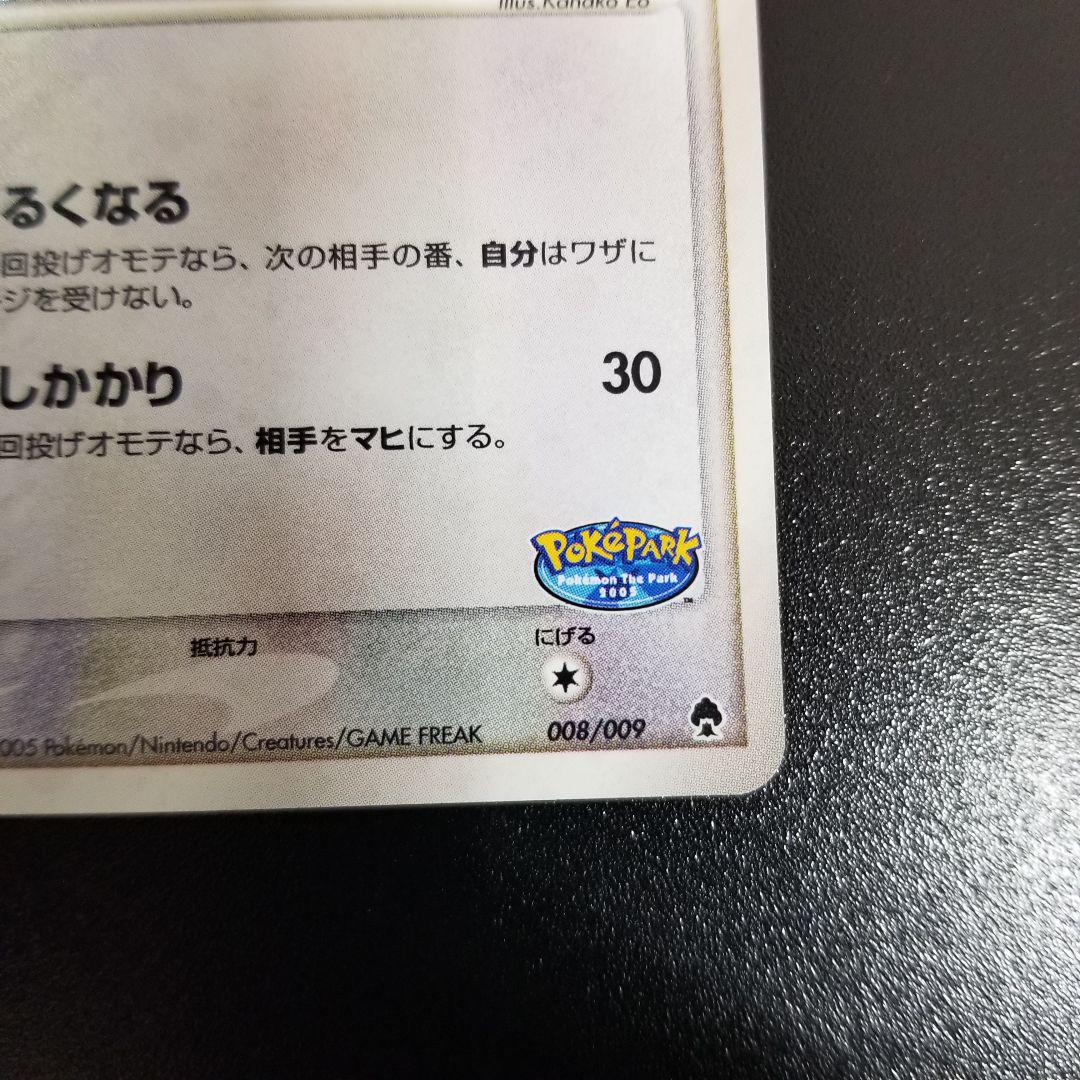 Illus.Kanako Eo
るくなる
回投げオモテなら、次の相手の番、自分はワザに
ージを受けない。
しかかり
30
回投げオモテなら、相手をマヒにする。
POKéPARK
Pokémon The Park
2005
TM
抵抗力
にげる
005 Pokémon/Nintendo/Creatures/GAME FREAK
008/009